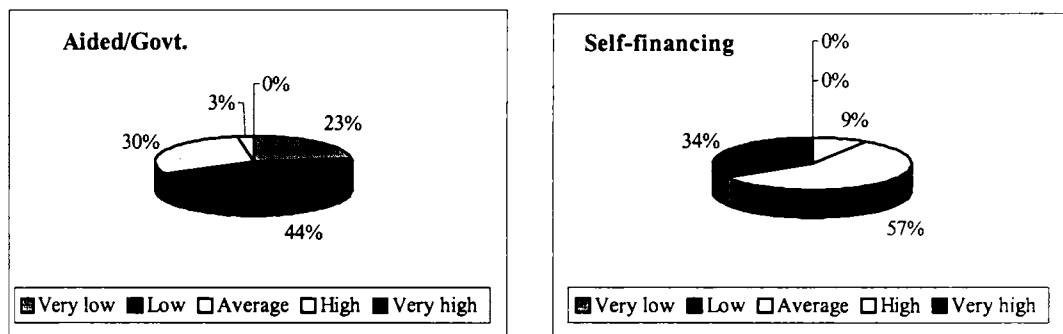 Aided/Govt.
0%
3%
23%
30%
44%
Very low Low Average High Very high
Self-financing
0%
0%
9%
34%
57%
Very low Low Average High Very high